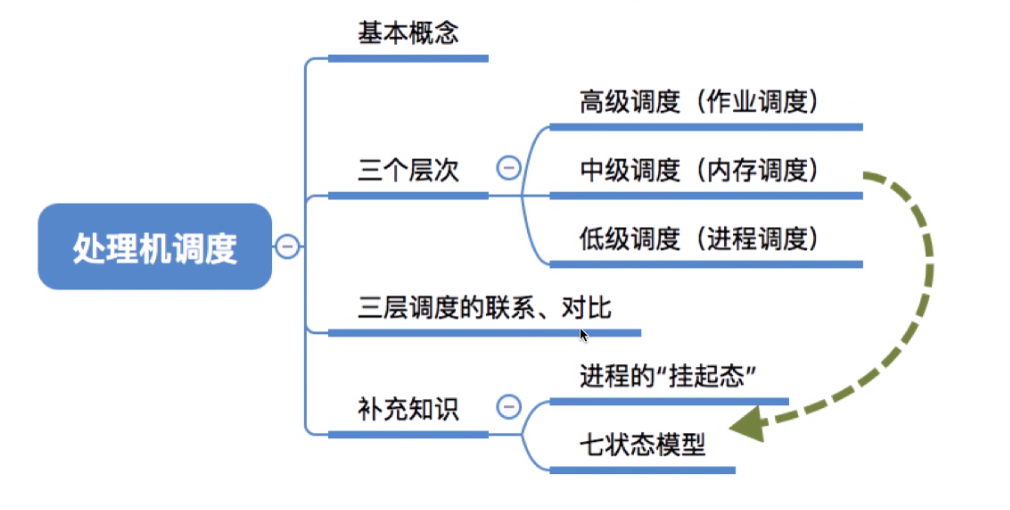 基本概念
高级调度（作业调度）
三个层次
中级调度（内存调度）
低级调度（进程调度）
处理机调度
三层调度的联系、对比
进程的“挂起态”
补充知识
七状态模型